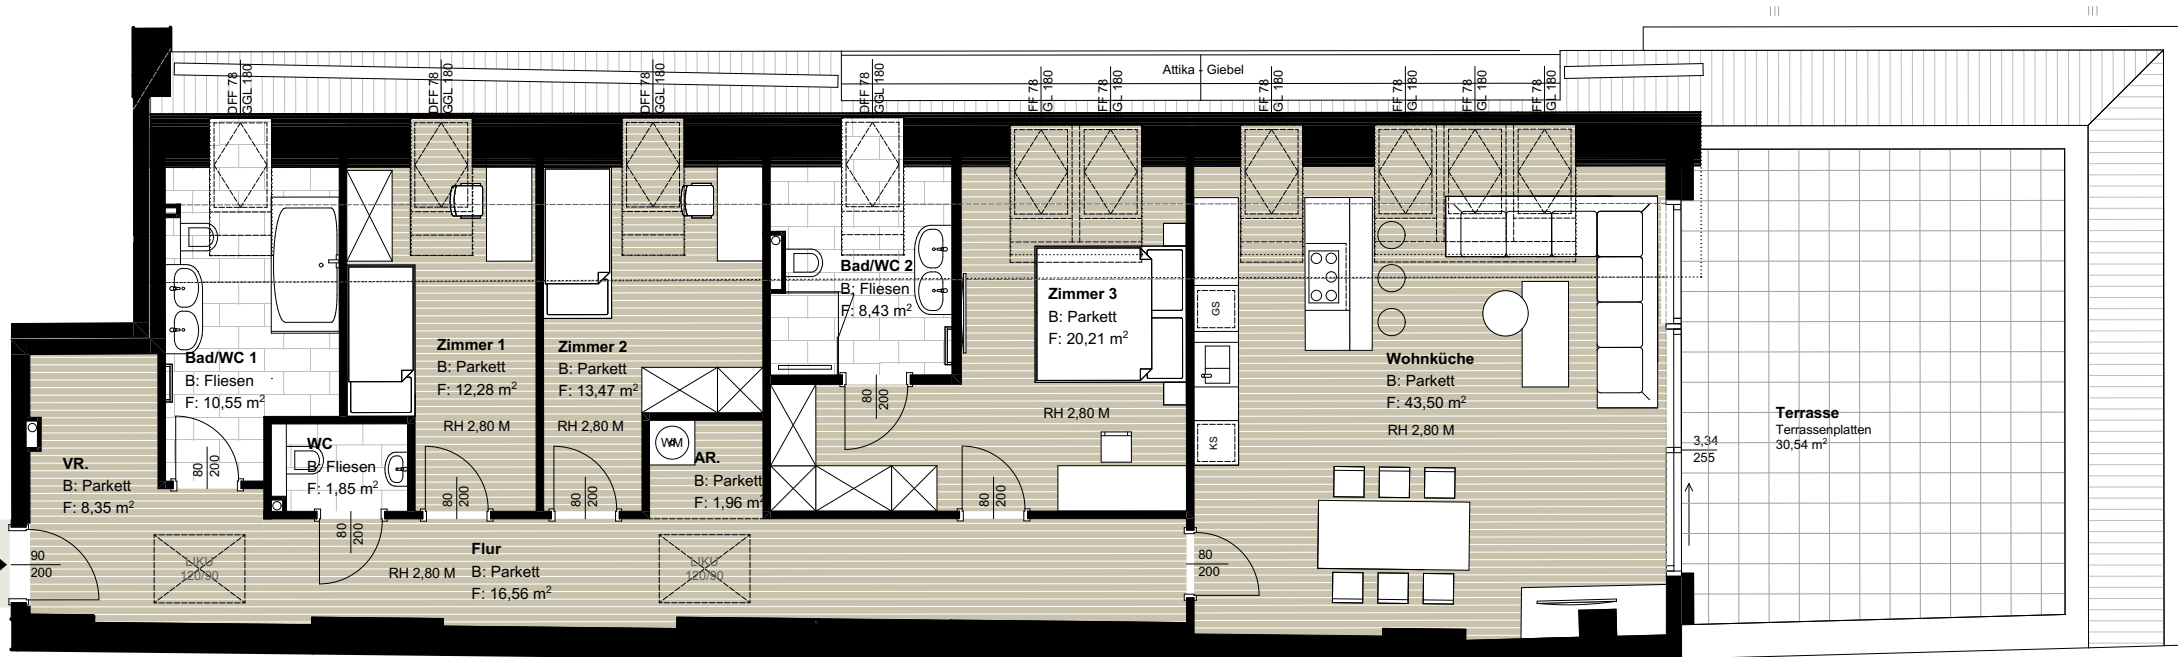 Attika - Giebel
DFF 78
GGL 180
DFF 78
GGL 180
DFF 78
GGL 180
DFF 78
GGL 180
FF 78
GL 180
FF 78
GL 180
FF 78
GL 180
FF 78
GL 180
FF 78
GL 180
FF 78
GL 180
Bad/WC 1
B: Fliesen
F: 10,55 m²
80
200
VR.
B: Parkett
F: 8,35 m²
90
200
WC
B: Fliesen
F: 1,85 m²
80
200
Zimmer 1
B: Parkett
F: 12,28 m²
RH 2,80 M
80
200
Zimmer 2
B: Parkett
F: 13,47 m²
RH 2,80 M
80
200
WM
AR.
B: Parkett
F: 1,96 m²
Bad/WC 2
B: Fliesen
F: 8,43 m²
80
200
Zimmer 3
B: Parkett
F: 20,21 m²
RH 2,80 M
80
200
LIKU
120/90
Flur
RH 2,80 M
B: Parkett
F: 16,56 m²
LIKU
120/90
80
200
GS
KS
Wohnküche
B: Parkett
F: 43,50 m²
RH 2,80 M
3,34
255
Terrasse
Terrassenplatten
30,54 m²